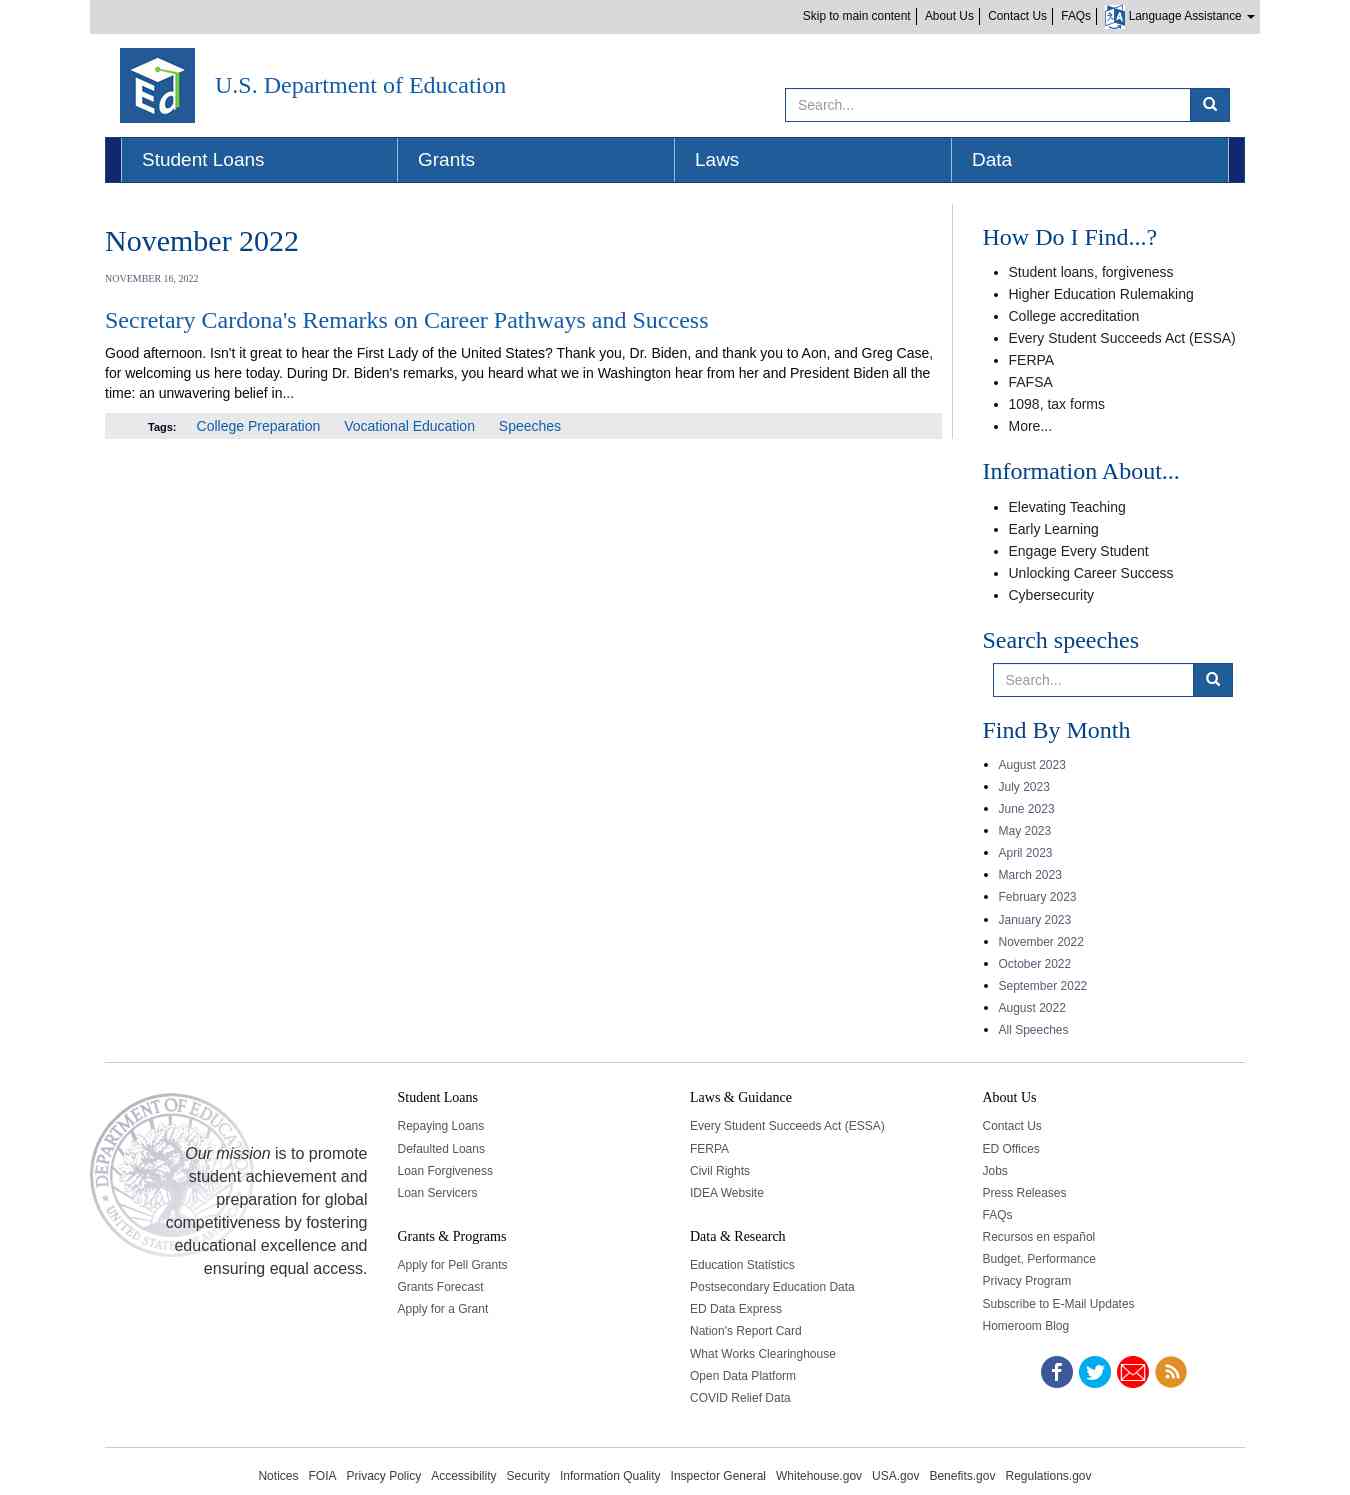 Skip to main content
About Us
Contact Us
FAQs
Language Assistance
Ed
U.S. Department of Education
Search...
Student Loans
Grants
Laws
Data
November 2022
NOVEMBER 16, 2022
Secretary Cardona's Remarks on Career Pathways and Success
Good afternoon. Isn't it great to hear the First Lady of the United States? Thank you, Dr. Biden, and thank you to Aon, and Greg Case,
for welcoming us here today. During Dr. Biden's remarks, you heard what we in Washington hear from her and President Biden all the
time: an unwavering belief in...
Tags: College Preparation Vocational Education Speeches
How Do I Find...?
Student loans, forgiveness
Higher Education Rulemaking
College accreditation
Every Student Succeeds Act (ESSA)
FERPA
FAFSA
1098, tax forms
More...
Information About...
Elevating Teaching
Early Learning
Engage Every Student
Unlocking Career Success
Cybersecurity
Search speeches
Search...
Find By Month
August 2023
July 2023
June 2023
May 2023
April 2023
March 2023
February 2023
January 2023
November 2022
October 2022
September 2022
August 2022
All Speeches
Our mission is to promote
student achievement and
preparation for global
competitiveness by fostering
educational excellence and
ensuring equal access.
Student Loans
Repaying Loans
Defaulted Loans
Loan Forgiveness
Loan Servicers
Grants & Programs
Apply for Pell Grants
Grants Forecast
Apply for a Grant
Laws & Guidance
Every Student Succeeds Act (ESSA)
FERPA
Civil Rights
IDEA Website
Data & Research
Education Statistics
Postsecondary Education Data
ED Data Express
Nation's Report Card
What Works Clearinghouse
Open Data Platform
COVID Relief Data
About Us
Contact Us
ED Offices
Jobs
Press Releases
FAQs
Recursos en español
Budget, Performance
Privacy Program
Subscribe to E-Mail Updates
Homeroom Blog
Notices FOIA Privacy Policy Accessibility Security Information Quality Inspector General Whitehouse.gov USA.gov Benefits.gov Regulations.gov